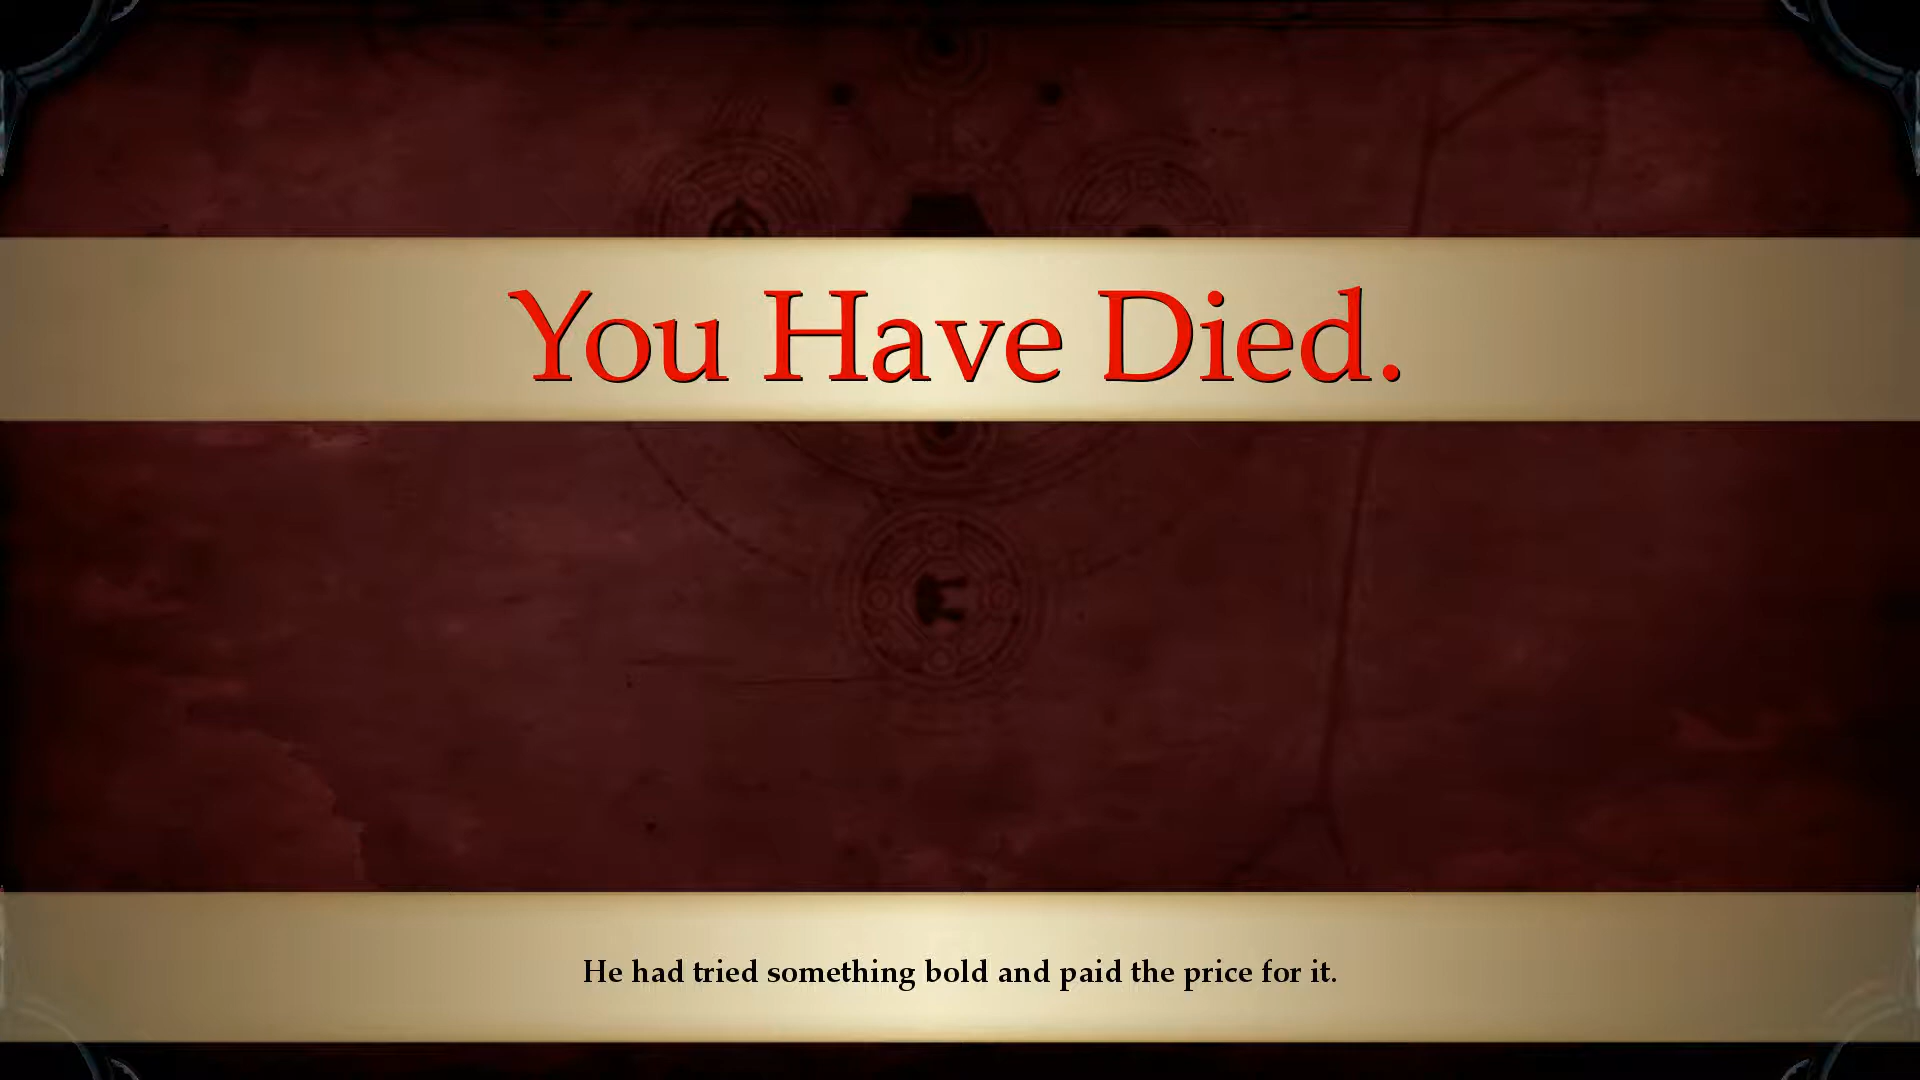 You Have Died.
He had tried something bold and paid the price for it.